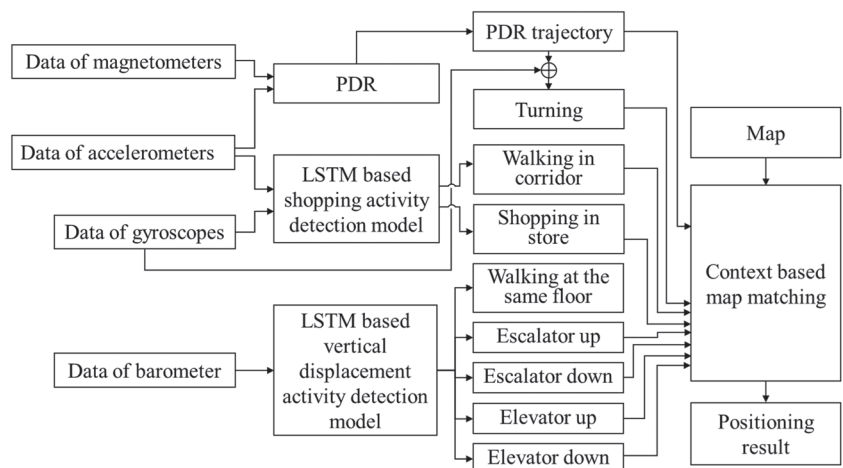 PDR trajectory
Data of magnetometers
PDR
Turning
Map
Data of accelerometers
LSTM based
shopping activity
detection model
Walking in
corridor
Data of gyroscopes
Shopping in
store
Context based
map matching
Walking at the
same floor
LSTM based
vertical
displacement
activity detection
model
Escalator up
Data of barometer
Escalator down
Elevator up
Positioning
result
Elevator down